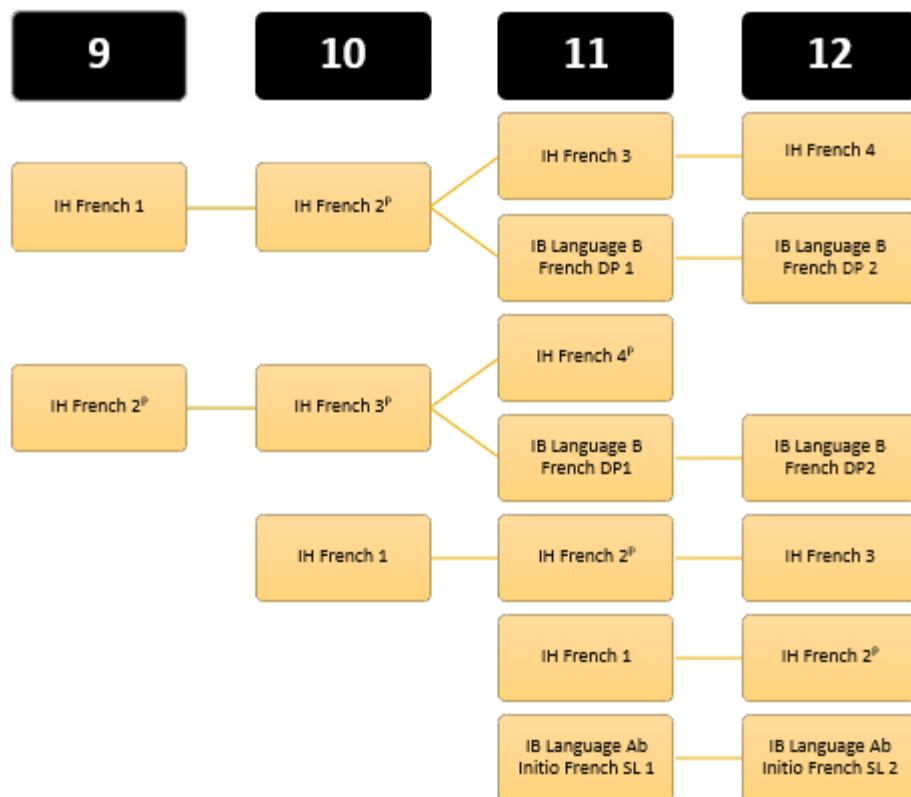 9 10 11 12
IH French 3 IH French 4
IH French 1 IH French 2ᴾ
IB Language B
French DP 1
IB Language B
French DP 2
IH French 4ᴾ
IH French 2ᴾ IH French 3ᴾ
IB Language B
French DP1
IB Language B
French DP2
IH French 1 IH French 2ᴾ IH French 3
IH French 1 IH French 2ᴾ
IB Language Ab
Initio French SL 1
IB Language Ab
Initio French SL 2